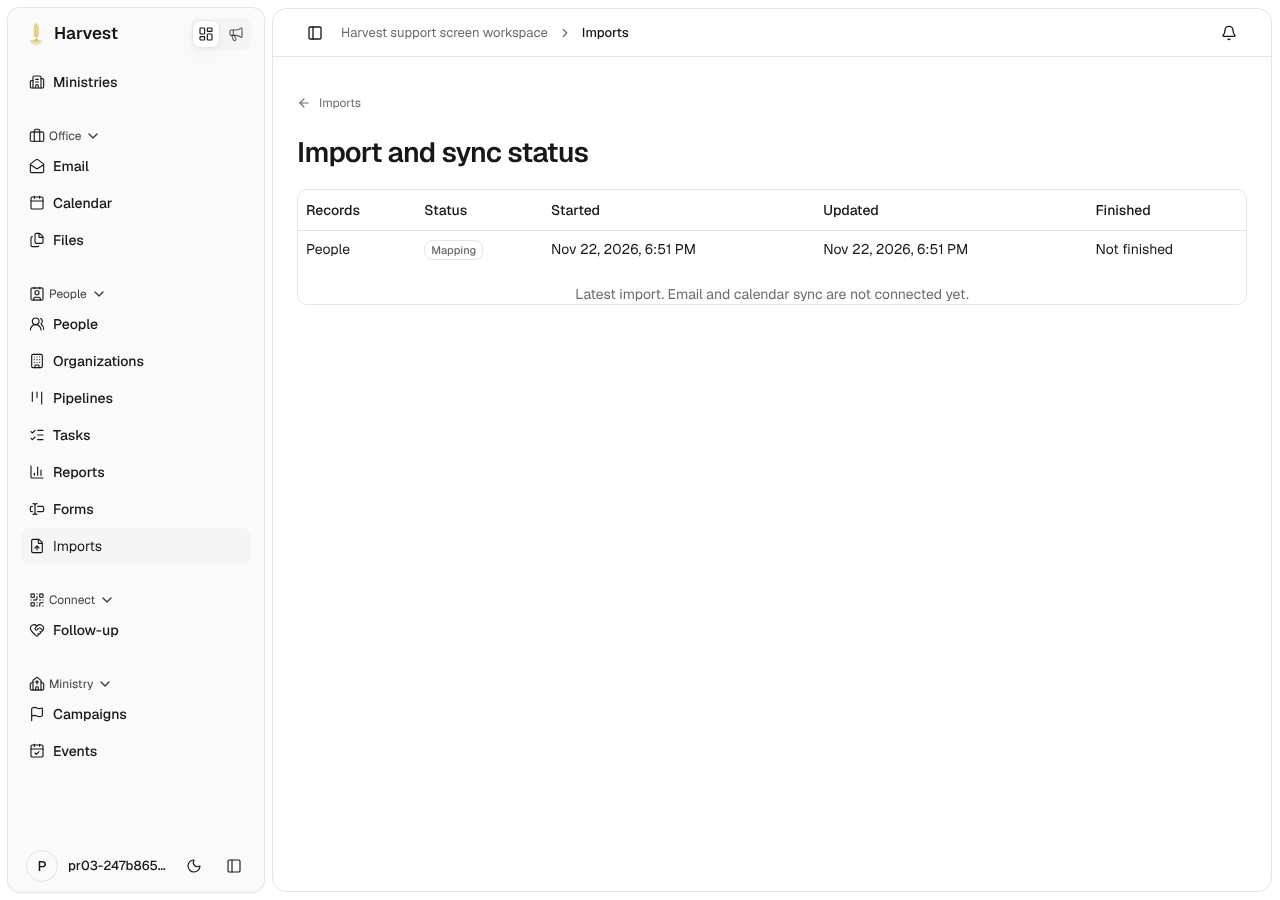 Harvest
Ministries
Office
Email
Calendar
Files
People
People
Organizations
Pipelines
Tasks
Reports
Forms
Imports
Connect
Follow-up
Ministry
Campaigns
Events
P pr03-247b865…
Harvest support screen workspace > Imports
Imports
Import and sync status
Records Status Started Updated Finished
People Mapping Nov 22, 2026, 6:51 PM Nov 22, 2026, 6:51 PM Not finished
Latest import. Email and calendar sync are not connected yet.